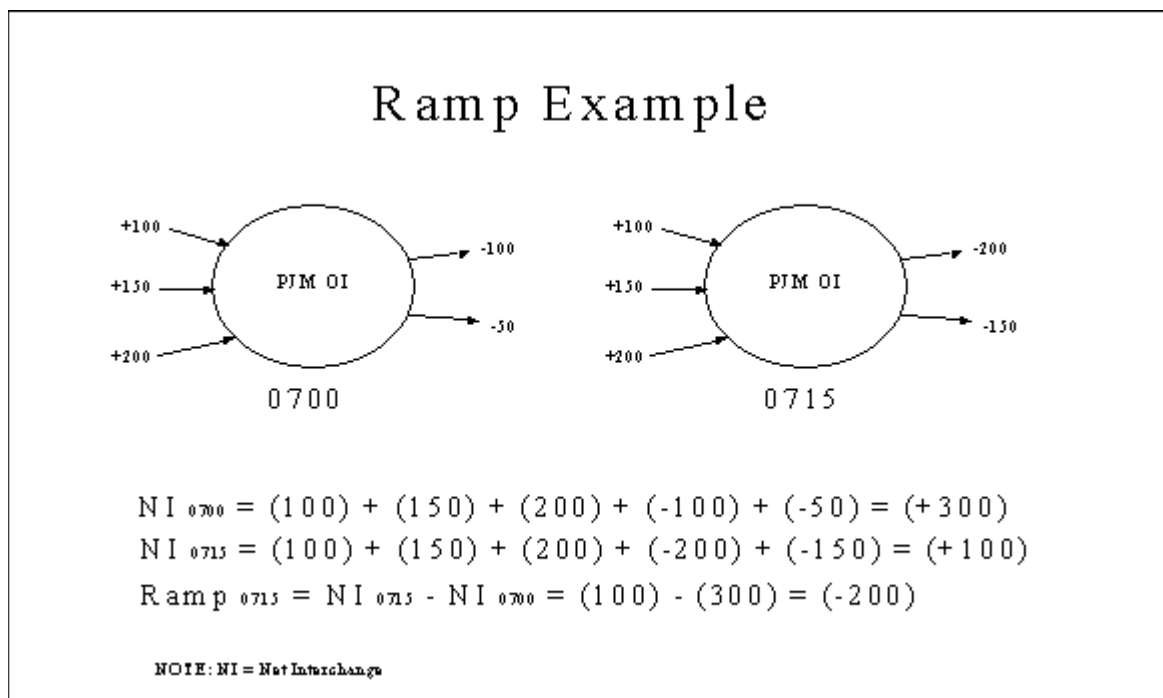 Ramp Example
+100
+150
+200
PJM OI
-100
-50
0700
+100
+150
+200
PJM OI
-200
-150
0715
NI 0700 = (100) + (150) + (200) + (-100) + (-50) = (+300)
NI 0715 = (100) + (150) + (200) + (-200) + (-150) = (+100)
Ramp 0715 = NI 0715 - NI 0700 = (100) - (300) = (-200)
NOTE: NI = Net Interchange